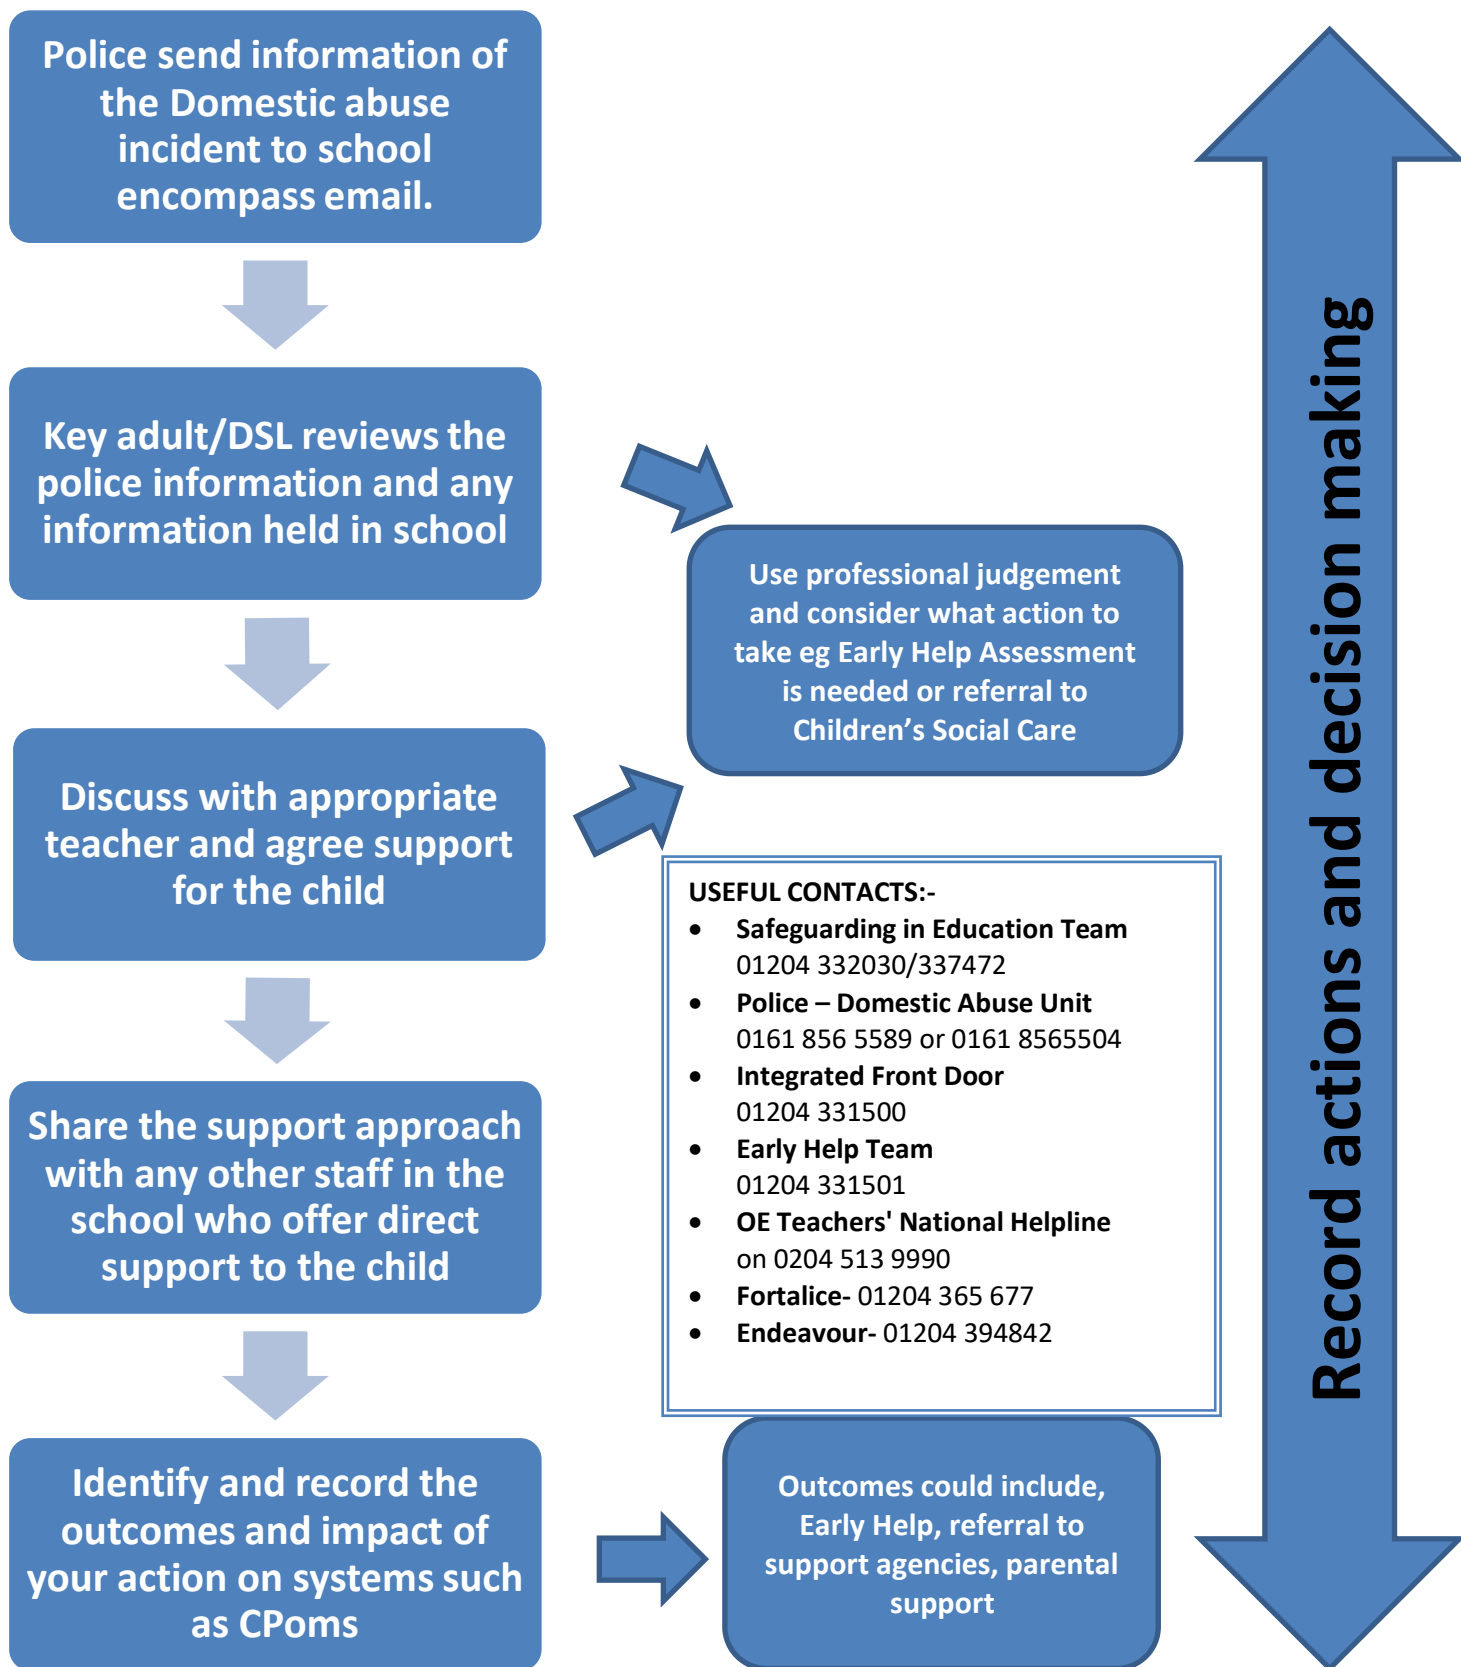 Police send information of
the Domestic abuse
incident to school
encompass email.
Key adult/DSL reviews the
police information and any
information held in school
Use professional judgement
and consider what action to
take eg Early Help Assessment
is needed or referral to
Children’s Social Care
Discuss with appropriate
teacher and agree support
for the child
USEFUL CONTACTS:-
• Safeguarding in Education Team
01204 332030/337472
• Police – Domestic Abuse Unit
0161 856 5589 or 0161 8565504
• Integrated Front Door
01204 331500
• Early Help Team
01204 331501
• OE Teachers' National Helpline
on 0204 513 9990
• Fortalice- 01204 365 677
• Endeavour- 01204 394842
Share the support approach
with any other staff in the
school who offer direct
support to the child
Identify and record the
outcomes and impact of
your action on systems such
as CPoms
Outcomes could include,
Early Help, referral to
support agencies, parental
support
Record actions and decision making